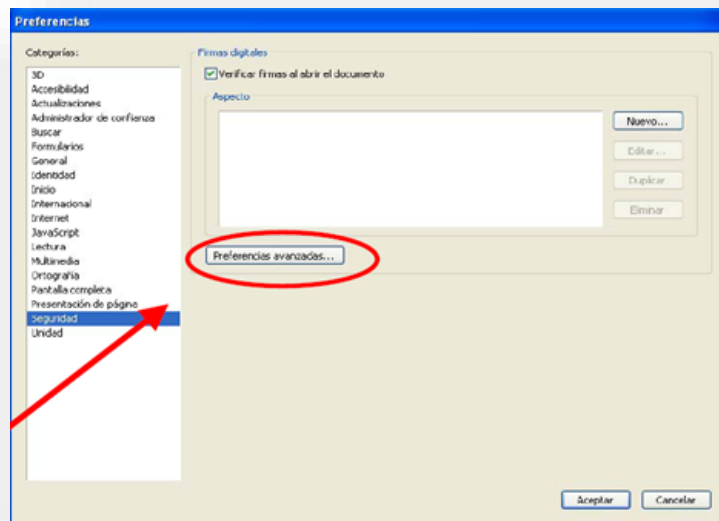 Preferencias
Categorías:
3D
Accesibilidad
Actualizaciones
Administrador de confianza
Buscar
Formularios
General
Identidad
Inicio
Internacional
Internet
JavaScript
Lectura
Multimedia
Ortografía
Pantalla completa
Presentación de página
Seguridad
Unidad
Firmas digitales
Verificar firmas al abrir el documento
Aspecto
Nuevo...
Editar...
Duplicar
Eliminar
Preferencias avanzadas...
Aceptar
Cancelar